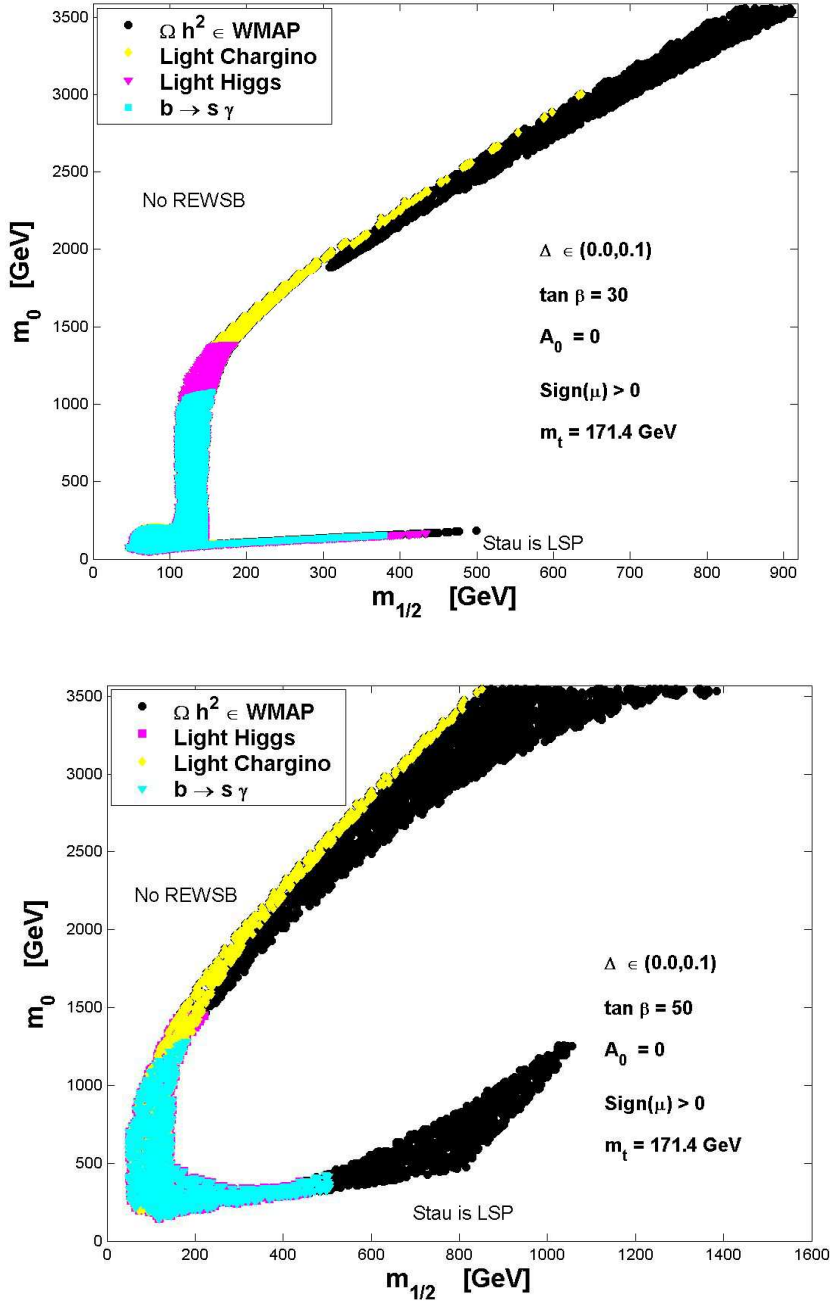 3500
3000
2500
2000
1500
1000
500
0
m₀ [GeV]
Ω h² ∈ WMAP
Light Chargino
Light Higgs
b → s γ
No REWSB
Δ ∈ (0.0,0.1)
tan β = 30
A₀ = 0
Sign(μ) > 0
mₜ = 171.4 GeV
Stau is LSP
0 100 200 300 400 500 600 700 800 900
m₁/₂ [GeV]
3500
3000
2500
2000
1500
1000
500
0
m₀ [GeV]
Ω h² ∈ WMAP
Light Higgs
Light Chargino
b → s γ
No REWSB
Δ ∈ (0.0,0.1)
tan β = 50
A₀ = 0
Sign(μ) > 0
mₜ = 171.4 GeV
Stau is LSP
0 200 400 600 800 1000 1200 1400 1600
m₁/₂ [GeV]